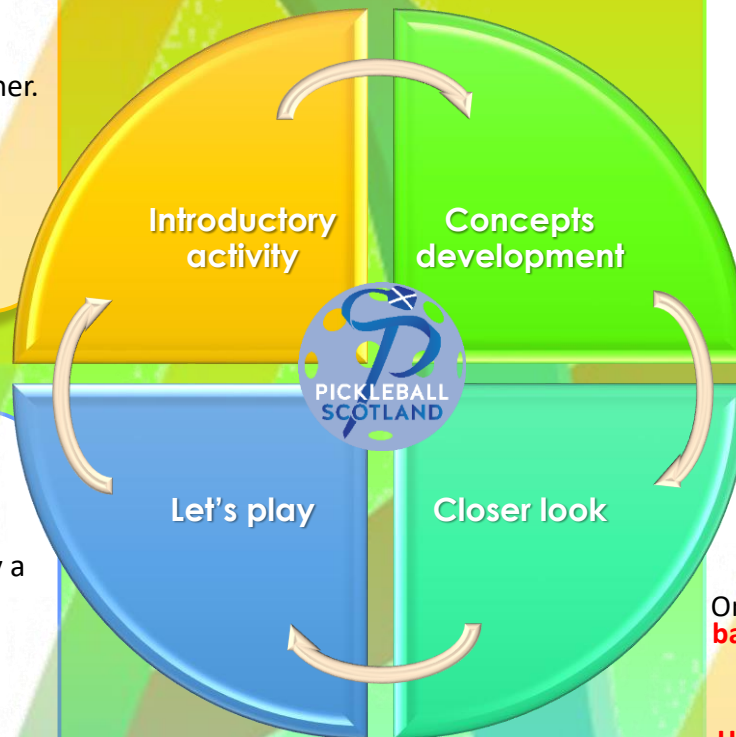 Introductory
activity
Concepts
development
PICKLEBALL
SCOTLAND
Let's play
Closer look
a